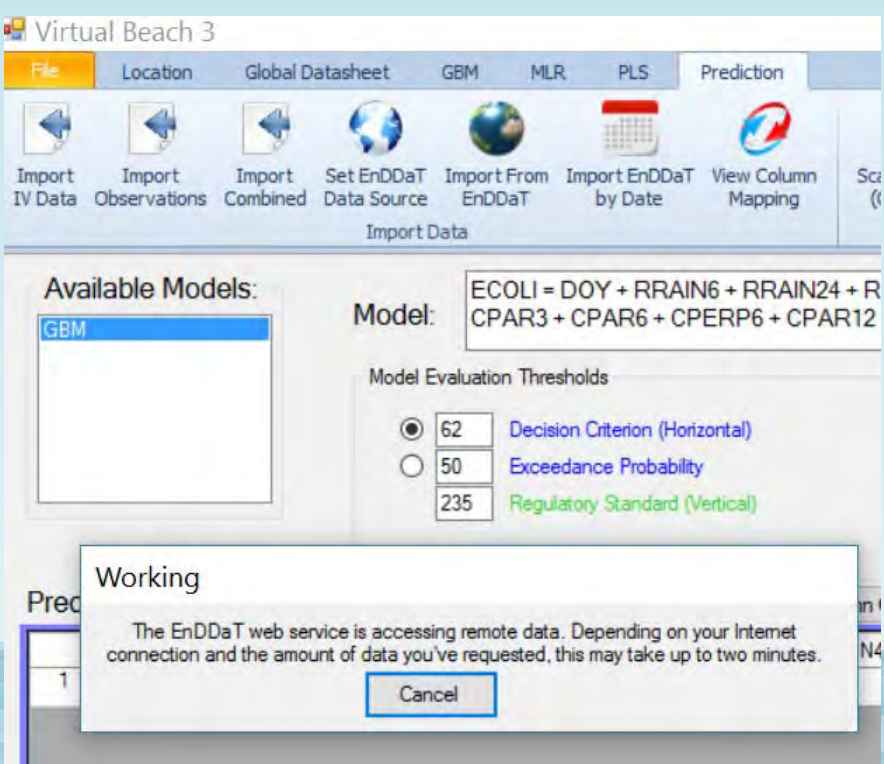 Virtual Beach 3
File Location Global Datasheet GBM MLR PLS Prediction
Import Import Import Set EnDDaT Import From Import EnDDaT View Column
IV Data Observations Combined Data Source EnDDaT by Date Mapping
Import Data
Available Models:
GBM
Model:
ECOLI = DOY + RRAIN6 + RRAIN24 + R
CPAR3 + CPAR6 + CPERP6 + CPAR12
Model Evaluation Thresholds
62 Decision Criterion (Horizontal)
50 Exceedance Probability
235 Regulatory Standard (Vertical)
Working
The EnDDaT web service is accessing remote data. Depending on your Internet
connection and the amount of data you've requested, this may take up to two minutes.
Cancel
1